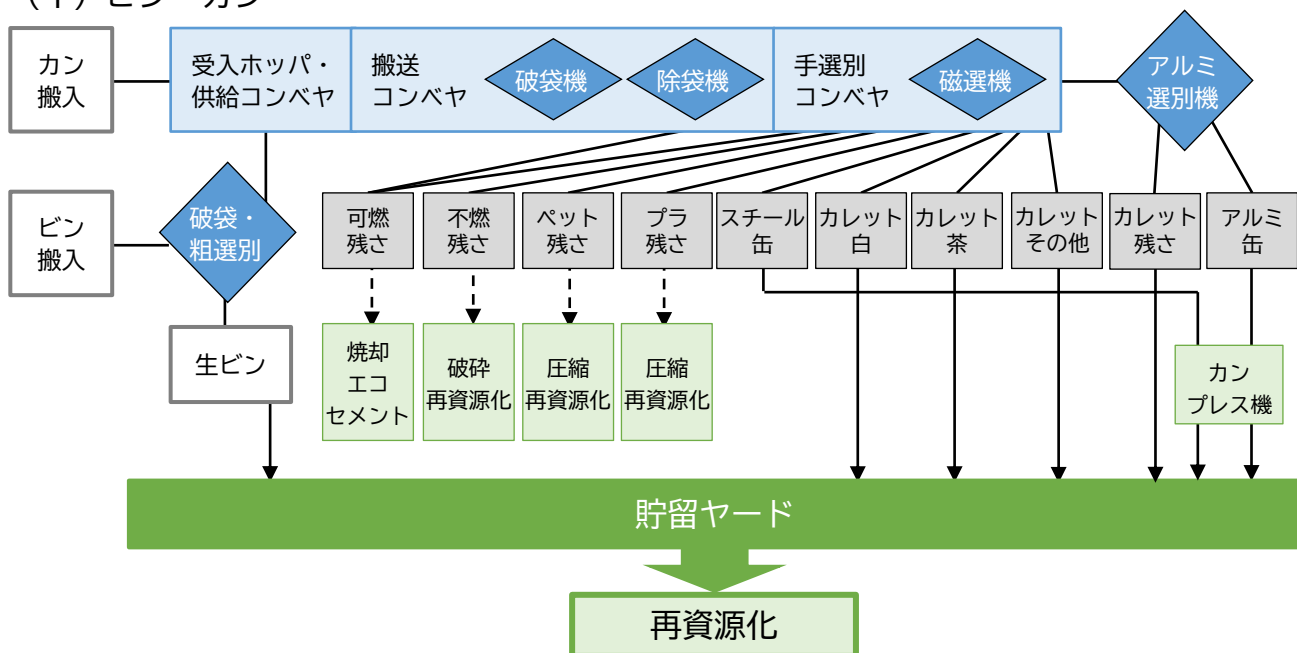 カン
搬入
受入ホッパ・
供給コンベヤ
搬送
コンベヤ
破袋機
除袋機
手選別
コンベヤ
磁選機
アルミ
選別機
ビン
搬入
破袋・
粗選別
可燃
残さ
不燃
残さ
ペット
残さ
プラ
残さ
スチール
缶
カレット
白
カレット
茶
カレット
その他
カレット
残さ
アルミ
缶
生ビン
焼却
エコ
セメント
破砕
再資源化
圧縮
再資源化
圧縮
再資源化
カン
プレス機
貯留ヤード
再資源化